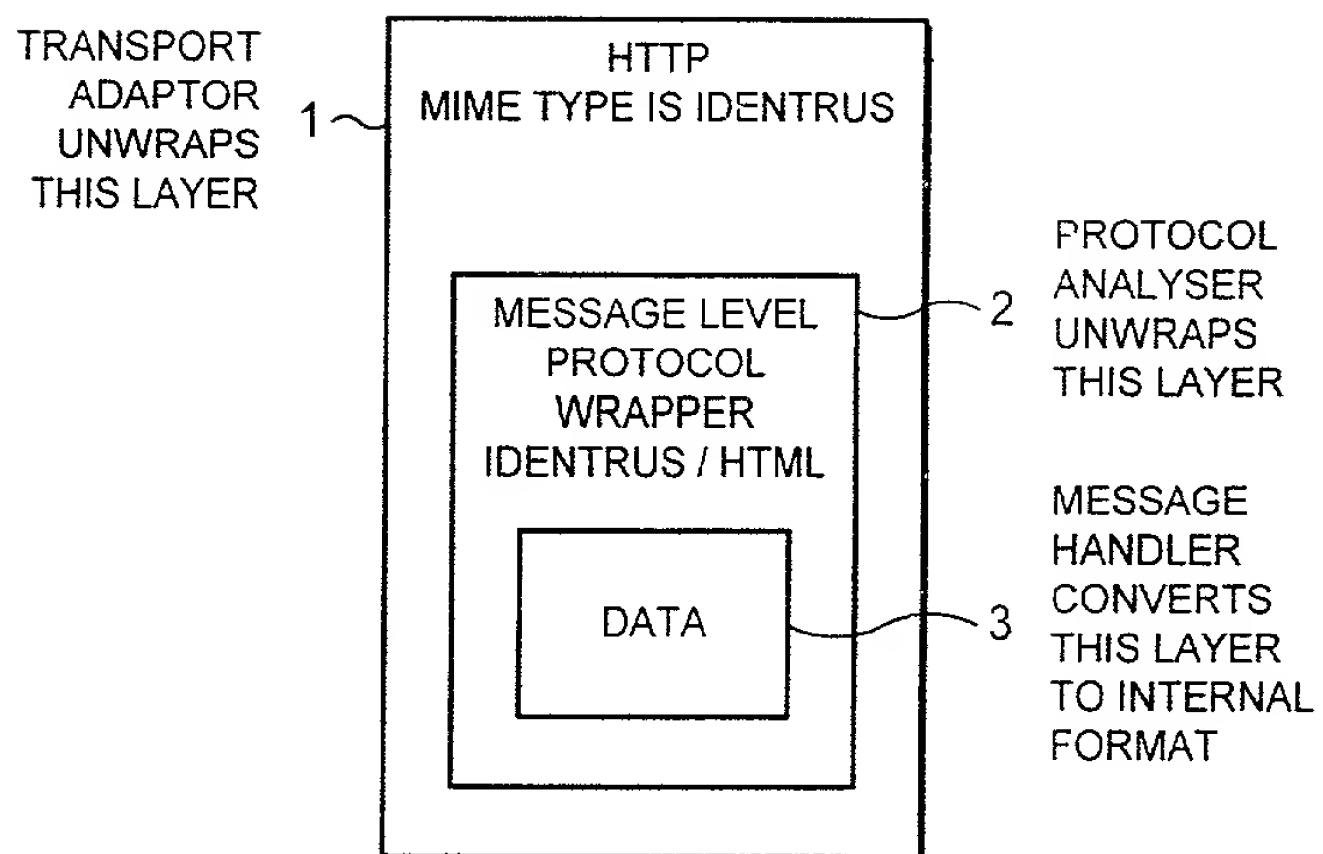 TRANSPORT
ADAPTOR
UNWRAPS
THIS LAYER
1
HTTP
MIME TYPE IS IDENTRUS
MESSAGE LEVEL
PROTOCOL
WRAPPER
IDENTRUS / HTML
2
PROTOCOL
ANALYSER
UNWRAPS
THIS LAYER
DATA
3
MESSAGE
HANDLER
CONVERTS
THIS LAYER
TO INTERNAL
FORMAT